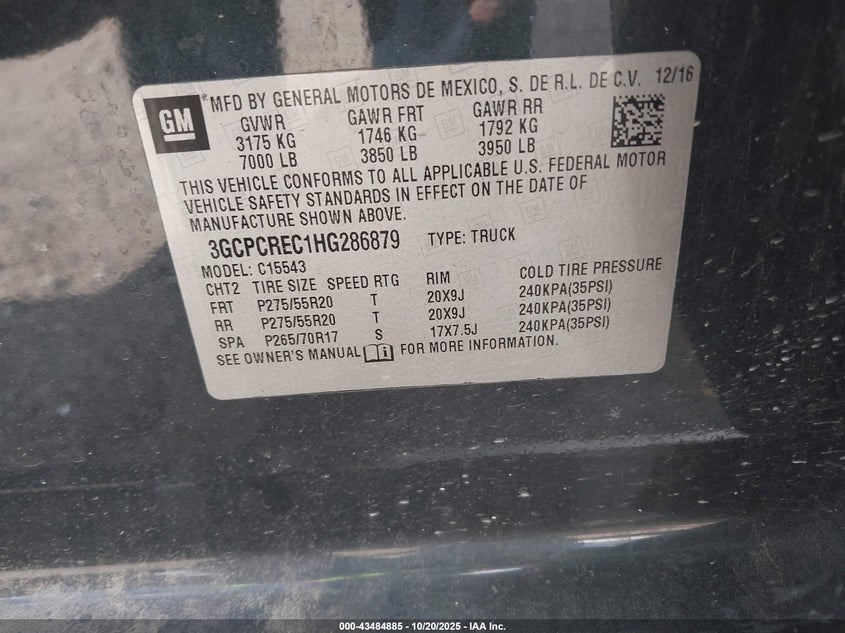 GM
®MFD BY GENERAL MOTORS DE MEXICO, S. DE R.L. DE C.V. 12/16
GVWR GAWR FRT GAWR RR
3175 KG 1746 KG 1792 KG
7000 LB 3850 LB 3950 LB
THIS VEHICLE CONFORMS TO ALL APPLICABLE U.S. FEDERAL MOTOR
VEHICLE SAFETY STANDARDS IN EFFECT ON THE DATE OF
MANUFACTURE SHOWN ABOVE.
3GCPCREC1HG286879 TYPE: TRUCK
MODEL: C15543
CHT2 TIRE SIZE SPEED RTG RIM COLD TIRE PRESSURE
FRT P275/55R20 T 20X9J 240KPA(35PSI)
RR P275/55R20 T 20X9J 240KPA(35PSI)
SPA P265/70R17 S 17X7.5J 240KPA(35PSI)
SEE OWNER'S MANUAL FOR MORE INFORMATION.
000-43484885 | 10/20/2025 - IAA Inc.